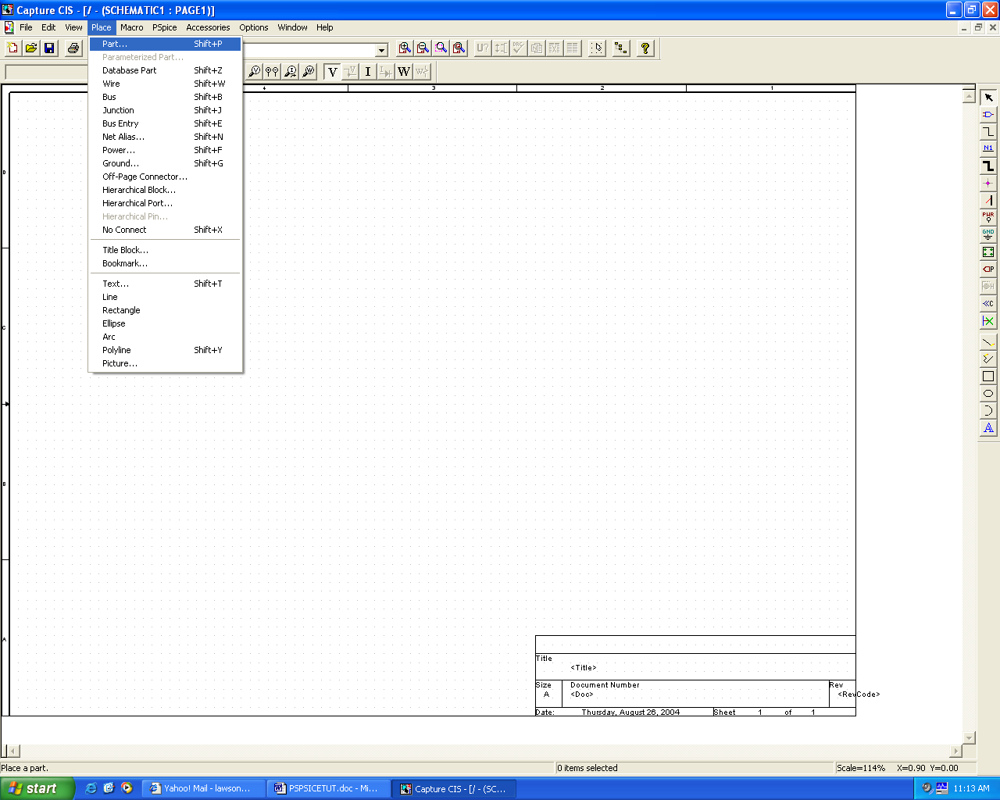 Capture CIS - [/ - (SCHEMATIC1 : PAGE1)]
File Edit View Place Macro PSpice Accessories Options Window Help
Part... Shift+P
Parameterized Part...
Database Part Shift+Z
Wire Shift+W
Bus Shift+B
Junction Shift+J
Bus Entry Shift+E
Net Alias... Shift+N
Power... Shift+F
Ground... Shift+G
Off-Page Connector...
Hierarchical Block...
Hierarchical Port...
Hierarchical Pin...
No Connect Shift+X
Title Block...
Bookmark...
Text... Shift+T
Line
Rectangle
Ellipse
Arc
Polyline Shift+Y
Picture...
U? DRC ?
V I W
4 3 2 1
D
C
B
A
N1
PWR
GND
Title
<Title>
Size Document Number Rev
A <Doc> <RevCode>
Date: Thursday, August 26, 2004 Sheet 1 of 1
Place a part. 0 items selected Scale=114% X=0.90 Y=0.00
start Yahoo! Mail - lawson... PSPSICETUT.doc - Mi... Capture CIS - [/ - (SC... 11:13 AM